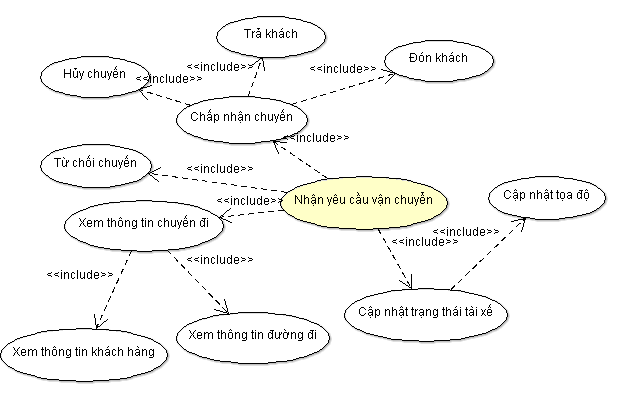 Trả khách
<<include>>
Hủy chuyến
<<include>>
<<include>>
Đón khách
Chấp nhận chuyến
<<include>>
Từ chối chuyến
<<include>>
Nhận yêu cầu vận chuyển
Cập nhật tọa độ
<<include>>
Xem thông tin chuyến đi
<<include>>
<<include>>
<<include>>
<<include>>
Cập nhật trạng thái tài xế
Xem thông tin khách hàng
Xem thông tin đường đi